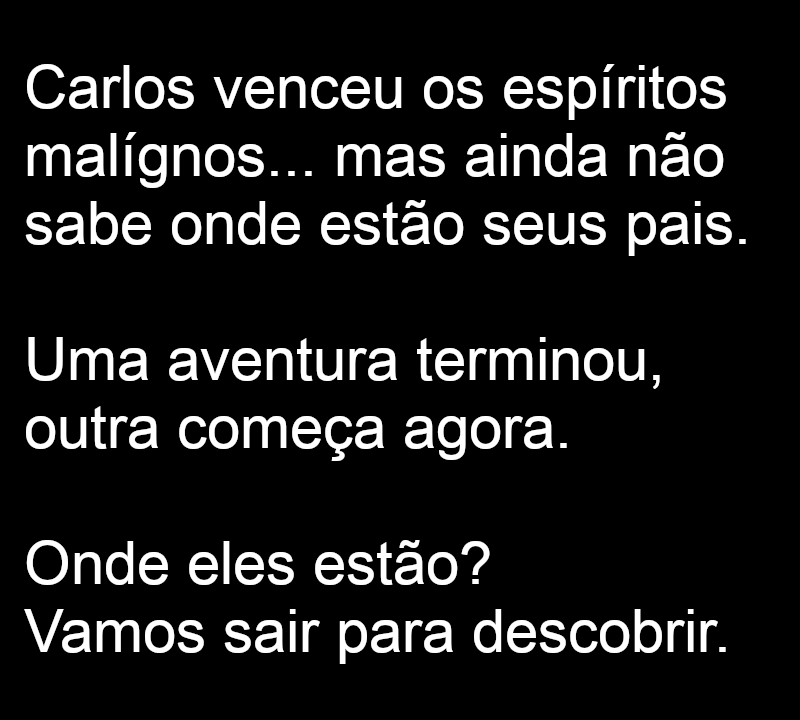 Carlos venceu os espíritos
malígnos... mas ainda não
sabe onde estão seus pais.
Uma aventura terminou,
outra começa agora.
Onde eles estão?
Vamos sair para descobrir.